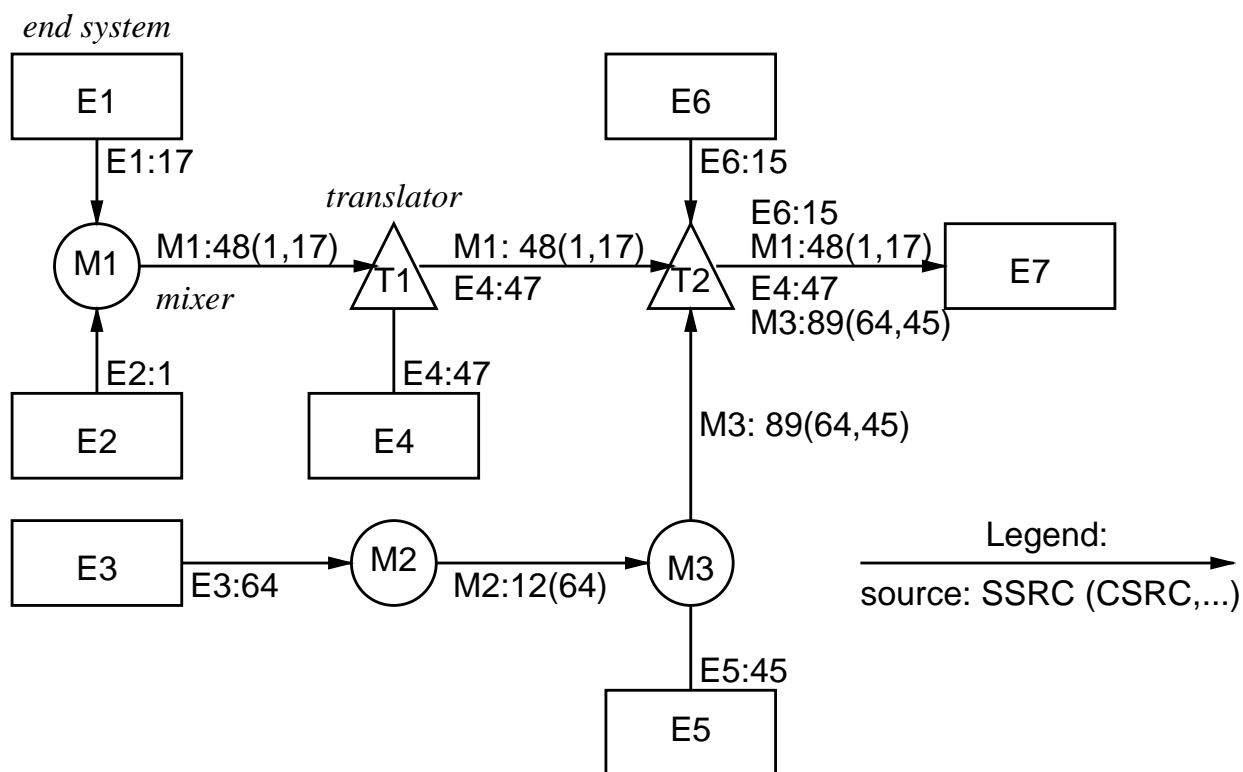 end system
E1
E6
E1:17
E6:15
translator
E6:15
M1
M1:48(1,17)
T1
M1: 48(1,17)
T2
M1:48(1,17)
E7
mixer
E4:47
E4:47
M3:89(64,45)
E2:1
E4:47
E2
E4
M3: 89(64,45)
E3
M2
M3
Legend:
E3:64
M2:12(64)
source: SSRC (CSRC,...)
E5:45
E5